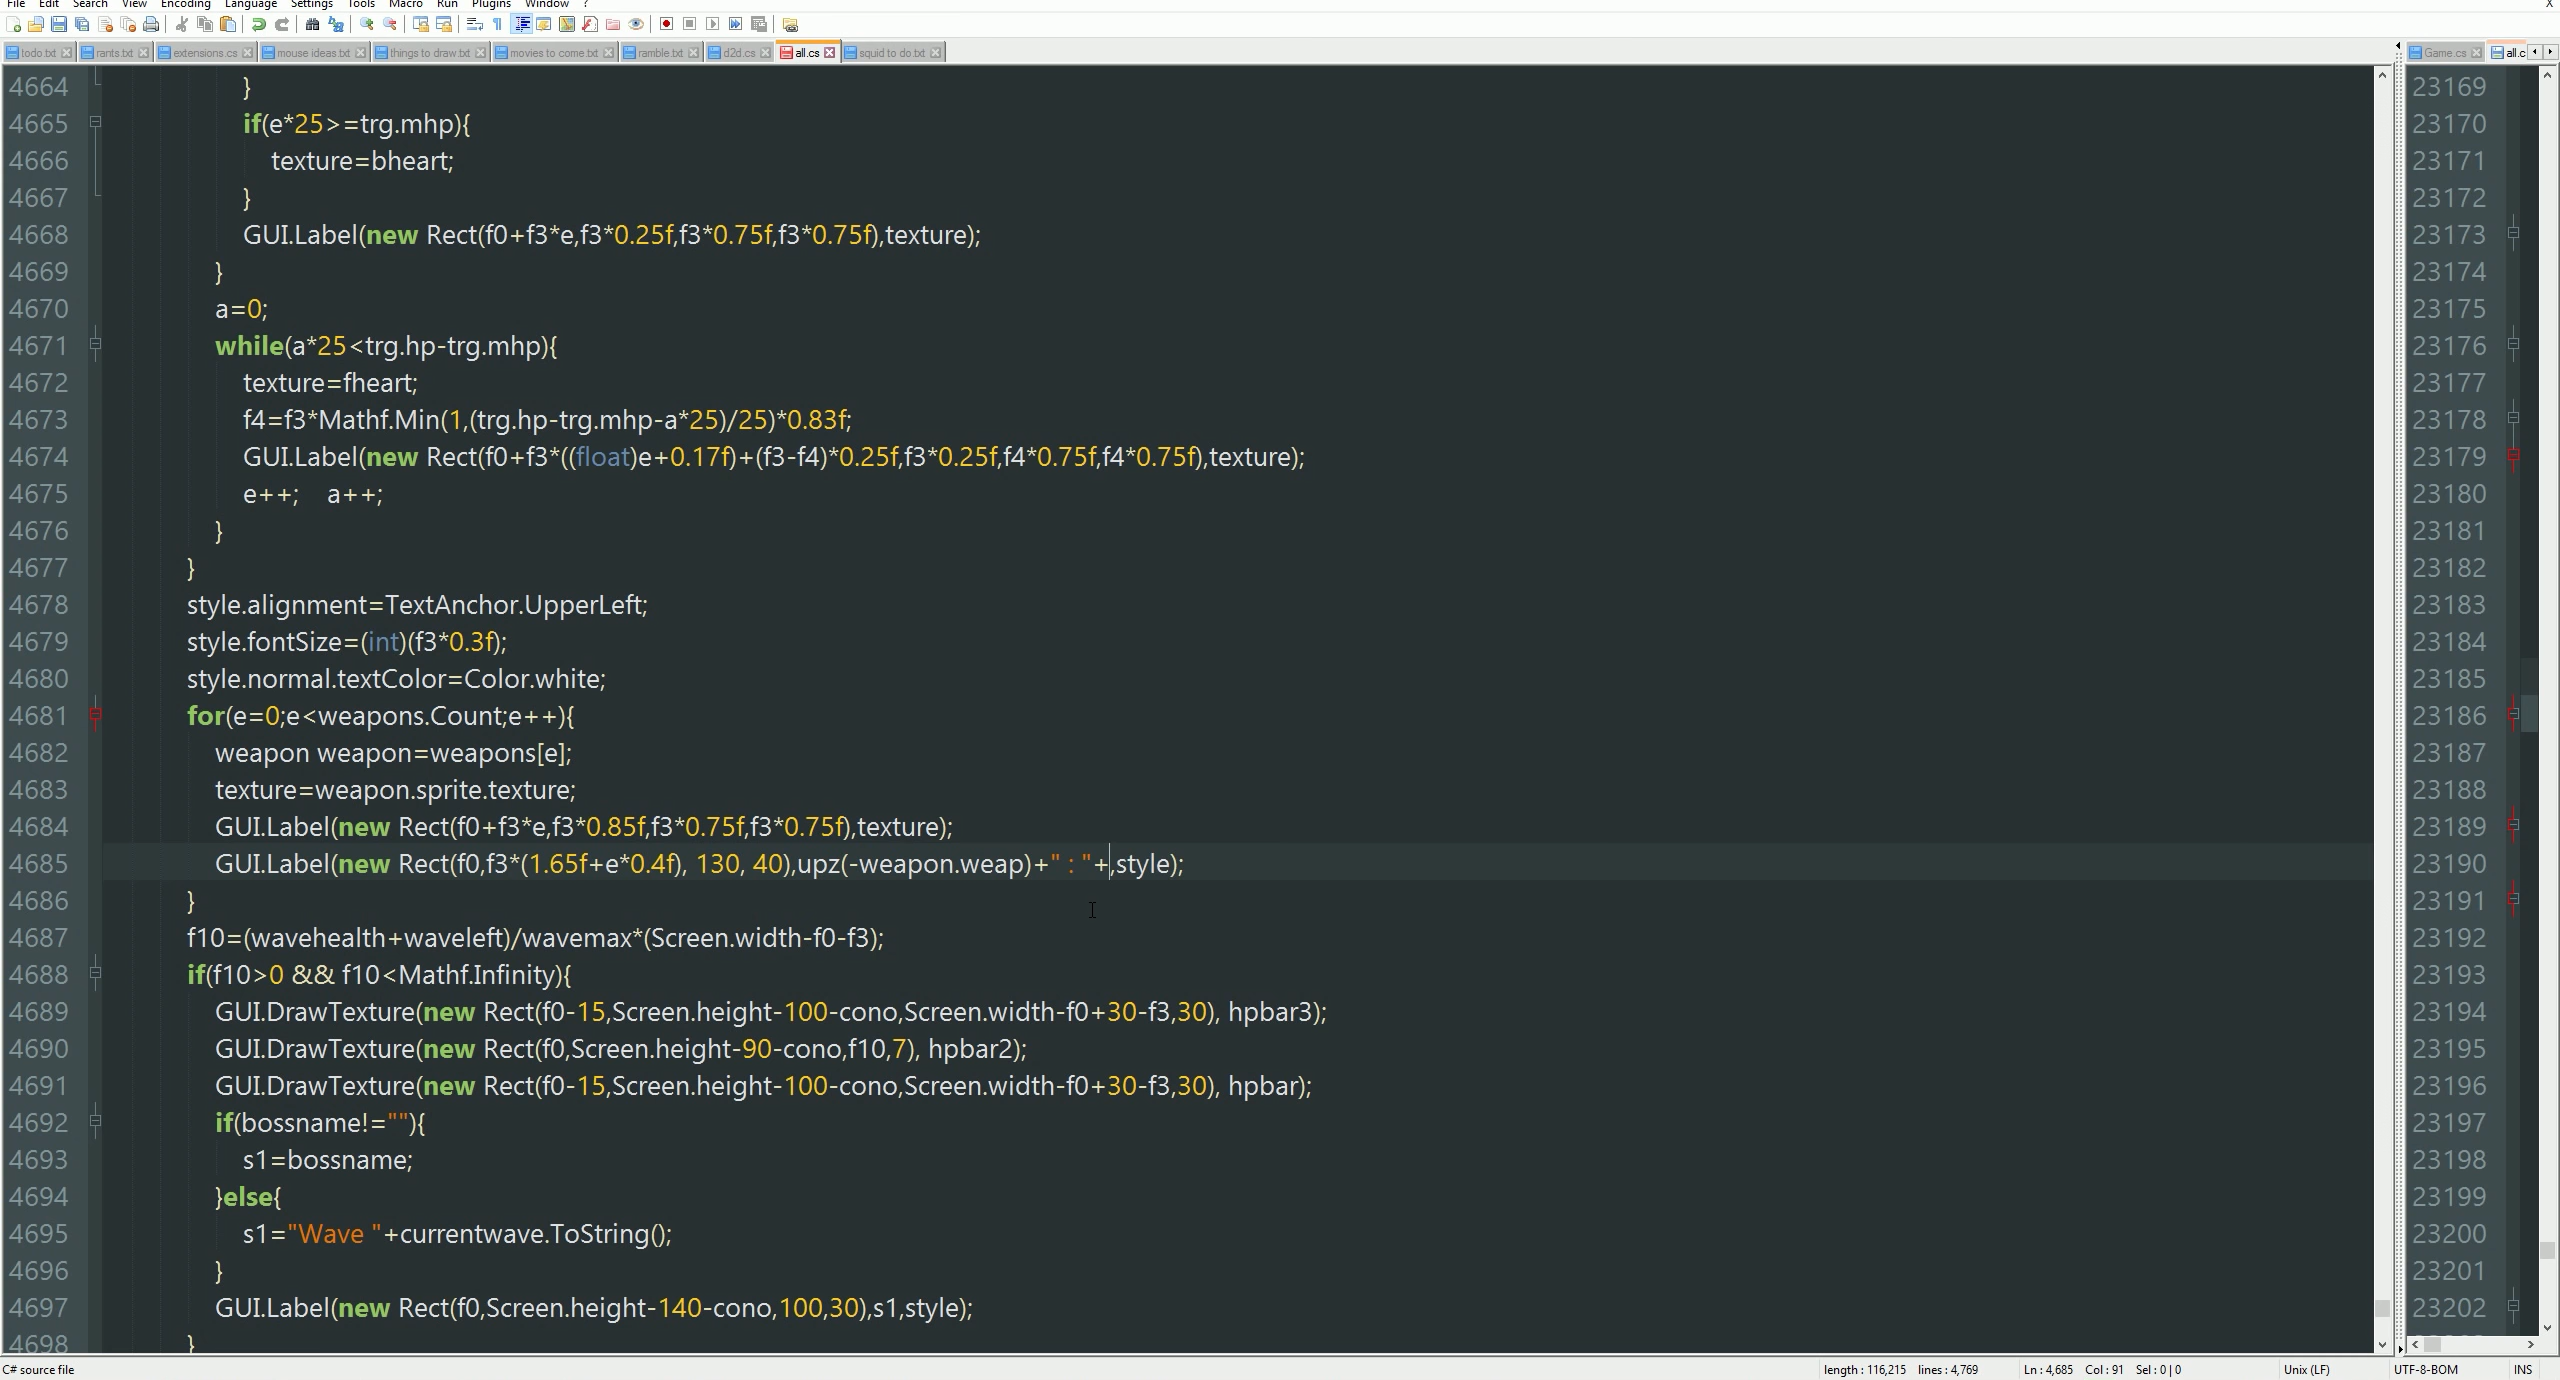 File Edit Search View Encoding Language Settings Tools Macro Run Plugins Window ? X
todo.txt rants.txt extensions.cs mouse ideas.txt things to draw.txt movies to come.txt ramble.txt d2d.cs all.cs squid to do.txt Game.cs all.c
4664 } 23169
4665 if(e*25>=trg.mhp){ 23170
4666 texture=bheart; 23171
4667 } 23172
4668 GUI.Label(new Rect(f0+f3*e,f3*0.25f,f3*0.75f,f3*0.75f),texture); 23173
4669 } 23174
4670 a=0; 23175
4671 while(a*25<trg.hp-trg.mhp){ 23176
4672 texture=fheart; 23177
4673 f4=f3*Mathf.Min(1,(trg.hp-trg.mhp-a*25)/25)*0.83f; 23178
4674 GUI.Label(new Rect(f0+f3*((float)e+0.17f)+(f3-f4)*0.25f,f3*0.25f,f4*0.75f,f4*0.75f),texture); 23179
4675 e++; a++; 23180
4676 } 23181
4677 } 23182
4678 style.alignment=TextAnchor.UpperLeft; 23183
4679 style.fontSize=(int)(f3*0.3f); 23184
4680 style.normal.textColor=Color.white; 23185
4681 for(e=0;e<weapons.Count;e++){ 23186
4682 weapon weapon=weapons[e]; 23187
4683 texture=weapon.sprite.texture; 23188
4684 GUI.Label(new Rect(f0+f3*e,f3*0.85f,f3*0.75f,f3*0.75f),texture); 23189
4685 GUI.Label(new Rect(f0,f3*(1.65f+e*0.4f), 130, 40),upz(-weapon.weap)+" : "+,style); 23190
4686 } 23191
4687 f10=(wavehealth+waveleft)/wavemax*(Screen.width-f0-f3); 23192
4688 if(f10>0 && f10<Mathf.Infinity){ 23193
4689 GUI.DrawTexture(new Rect(f0-15,Screen.height-100-cono,Screen.width-f0+30-f3,30), hpbar3); 23194
4690 GUI.DrawTexture(new Rect(f0,Screen.height-90-cono,f10,7), hpbar2); 23195
4691 GUI.DrawTexture(new Rect(f0-15,Screen.height-100-cono,Screen.width-f0+30-f3,30), hpbar); 23196
4692 if(bossname!=""){ 23197
4693 s1=bossname; 23198
4694 }else{ 23199
4695 s1="Wave "+currentwave.ToString(); 23200
4696 } 23201
4697 GUI.Label(new Rect(f0,Screen.height-140-cono,100,30),s1,style); 23202
4698 }
C# source file length : 116,215 lines : 4,769 Ln : 4,685 Col : 91 Sel : 0 | 0 Unix (LF) UTF-8-BOM INS